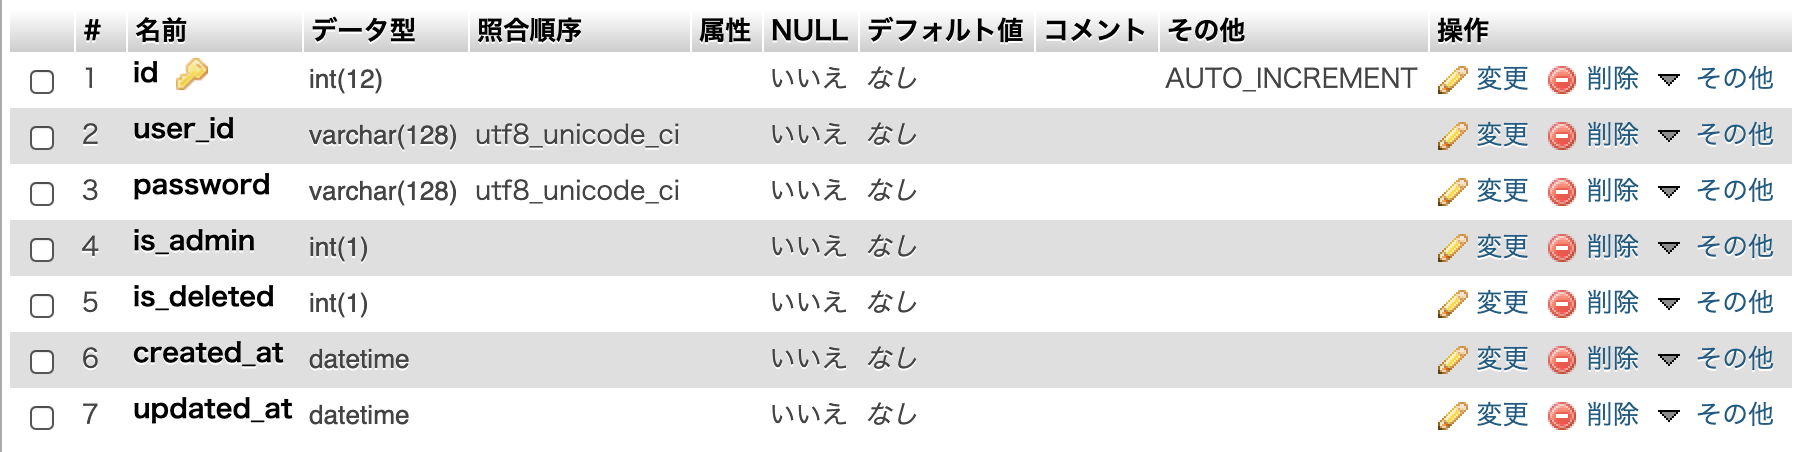 # 名前 データ型 照合順序 属性 NULL デフォルト値 コメント その他 操作
1 id int(12) いいえ なし AUTO_INCREMENT 変更 削除 その他
2 user_id varchar(128) utf8_unicode_ci いいえ なし 変更 削除 その他
3 password varchar(128) utf8_unicode_ci いいえ なし 変更 削除 その他
4 is_admin int(1) いいえ なし 変更 削除 その他
5 is_deleted int(1) いいえ なし 変更 削除 その他
6 created_at datetime いいえ なし 変更 削除 その他
7 updated_at datetime いいえ なし 変更 削除 その他